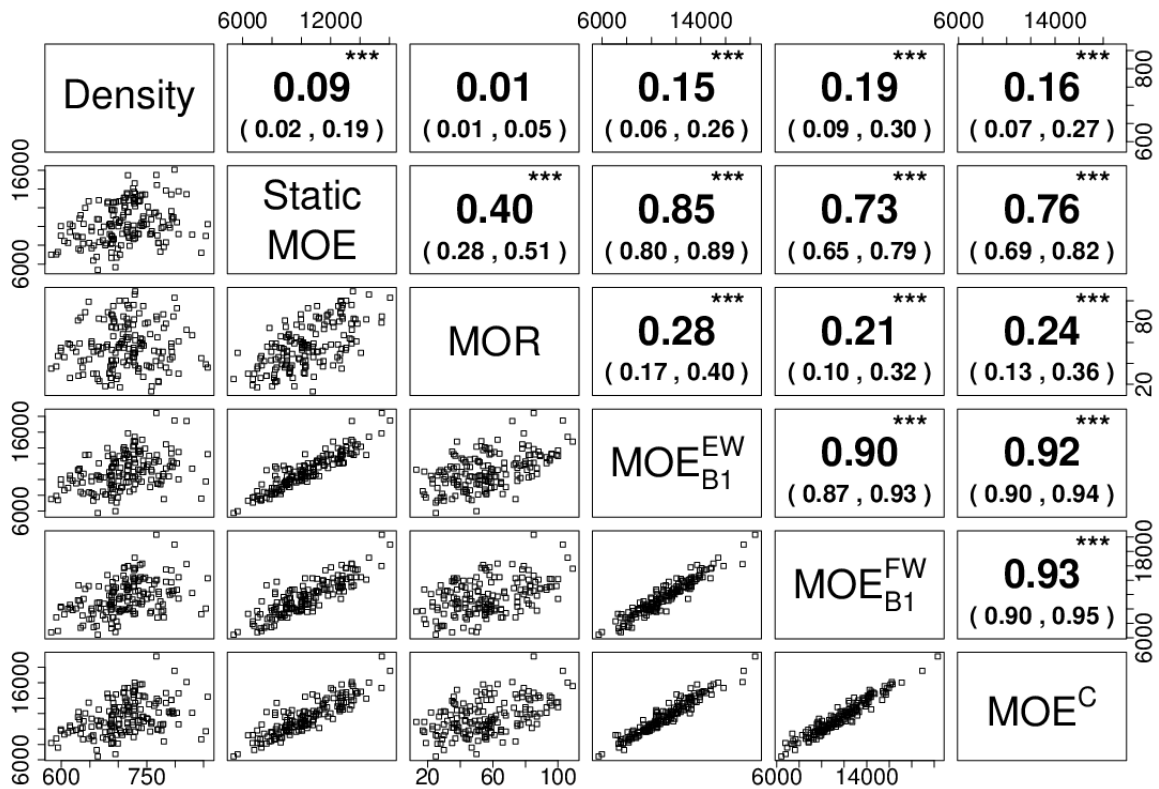 6000 12000 6000 14000 6000 14000
Density *** *** *** ***
0.09 0.01 0.15 0.19 0.16
( 0.02 , 0.19 ) ( 0.01 , 0.05 ) ( 0.06 , 0.26 ) ( 0.09 , 0.30 ) ( 0.07 , 0.27 )
600 800
6000 16000
Static
MOE
*** *** *** ***
0.40 0.85 0.73 0.76
( 0.28 , 0.51 ) ( 0.80 , 0.89 ) ( 0.65 , 0.79 ) ( 0.69 , 0.82 )
MOR *** *** ***
0.28 0.21 0.24
( 0.17 , 0.40 ) ( 0.10 , 0.32 ) ( 0.13 , 0.36 )
20 80
6000 16000
MOE EW B1 *** ***
0.90 0.92
( 0.87 , 0.93 ) ( 0.90 , 0.94 )
MOE FW B1 ***
0.93
( 0.90 , 0.95 )
6000 18000
6000 16000
MOE C
600 750 20 60 100 6000 14000